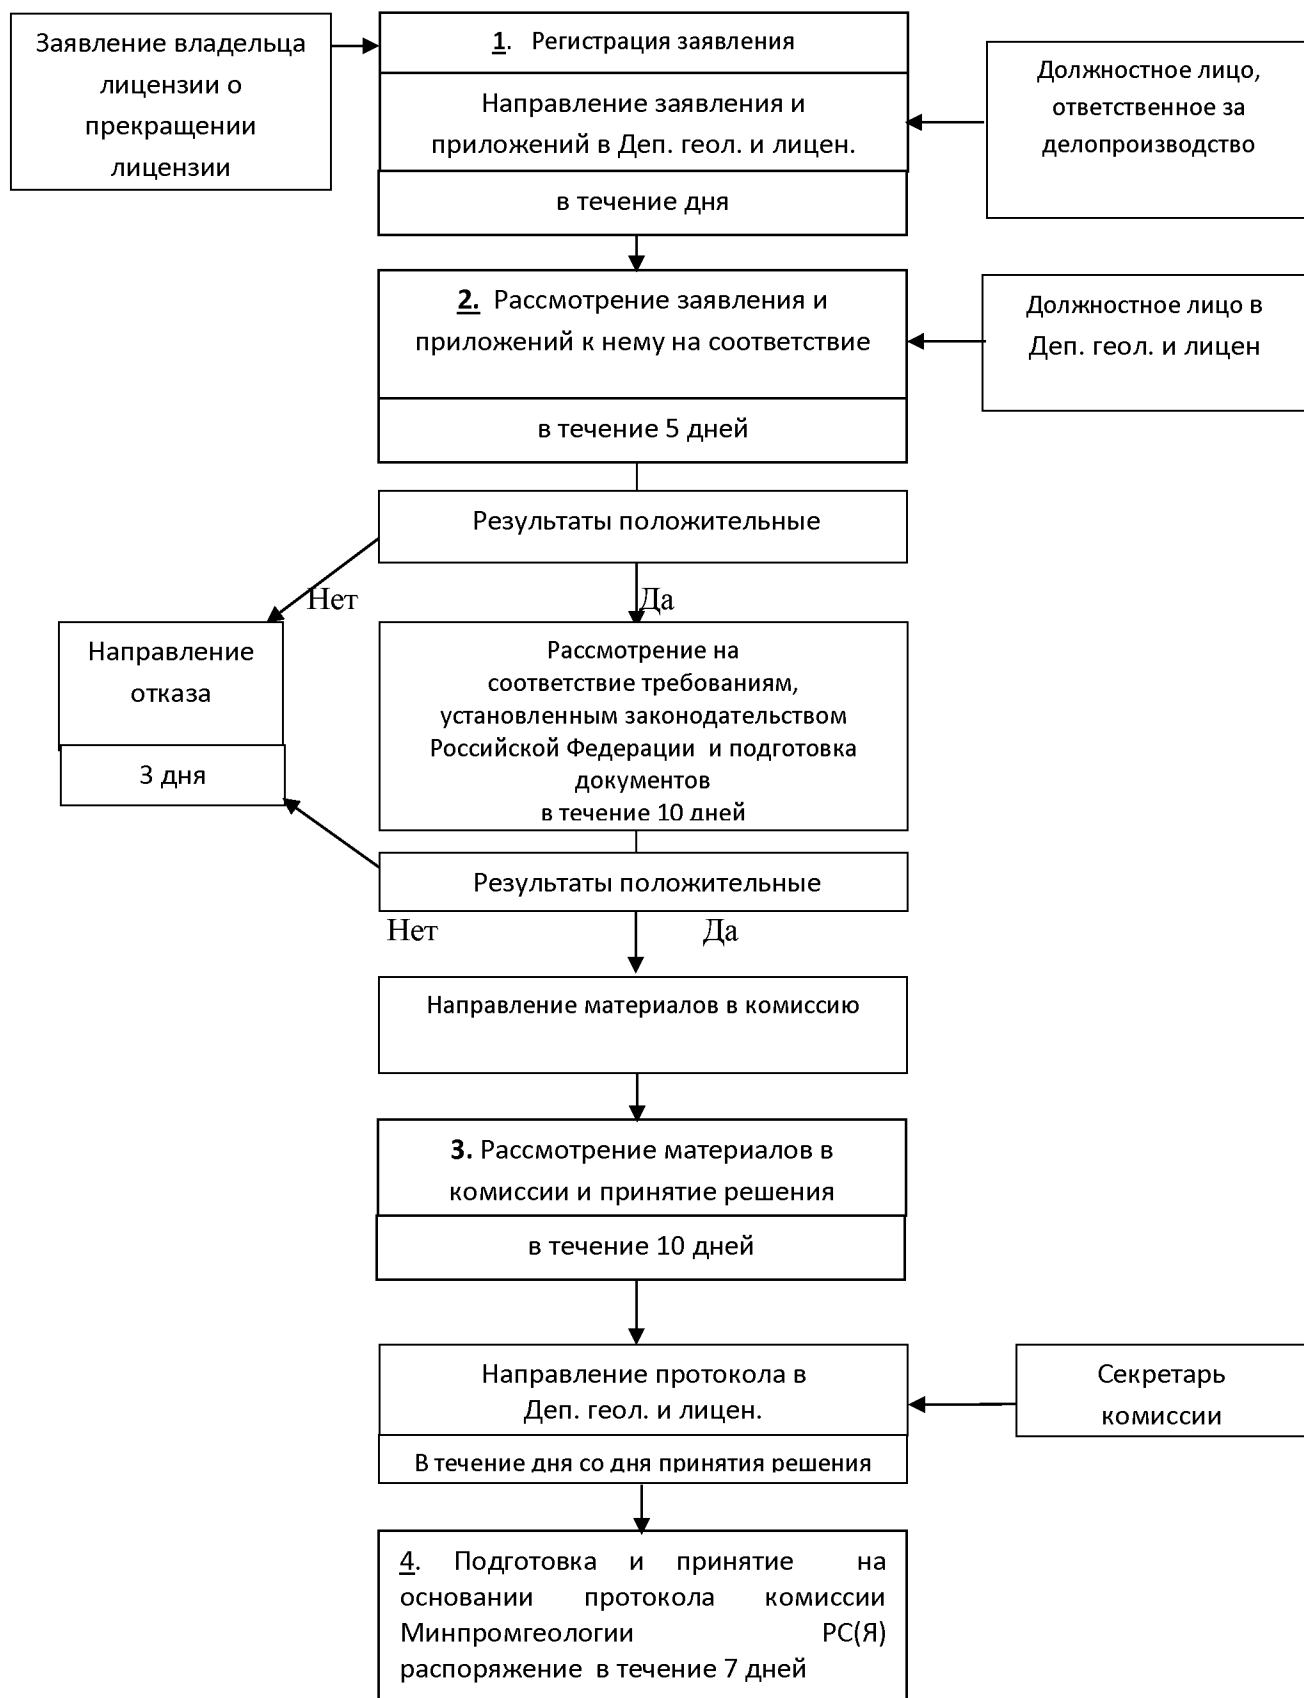 Заявление владельца
лицензии о
прекращении
лицензии
1. Регистрация заявления
Направление заявления и
приложений в Деп. геол. и лицен.
в течение дня
Должностное лицо,
ответственное за
делопроизводство
2. Рассмотрение заявления и
приложений к нему на соответствие
в течение 5 дней
Должностное лицо в
Деп. геол. и лицен
Результаты положительные
Нет
Да
Направление
отказа
3 дня
Рассмотрение на
соответствие требованиям,
установленным законодательством
Российской Федерации и подготовка
документов
в течение 10 дней
Результаты положительные
Нет
Да
Направление материалов в комиссию
3. Рассмотрение материалов в
комиссии и принятие решения
в течение 10 дней
Направление протокола в
Деп. геол. и лицен.
В течение дня со дня принятия решения
Секретарь
комиссии
4. Подготовка и принятие на
основании протокола комиссии
Минпромгеологии РС(Я)
распоряжение в течение 7 дней